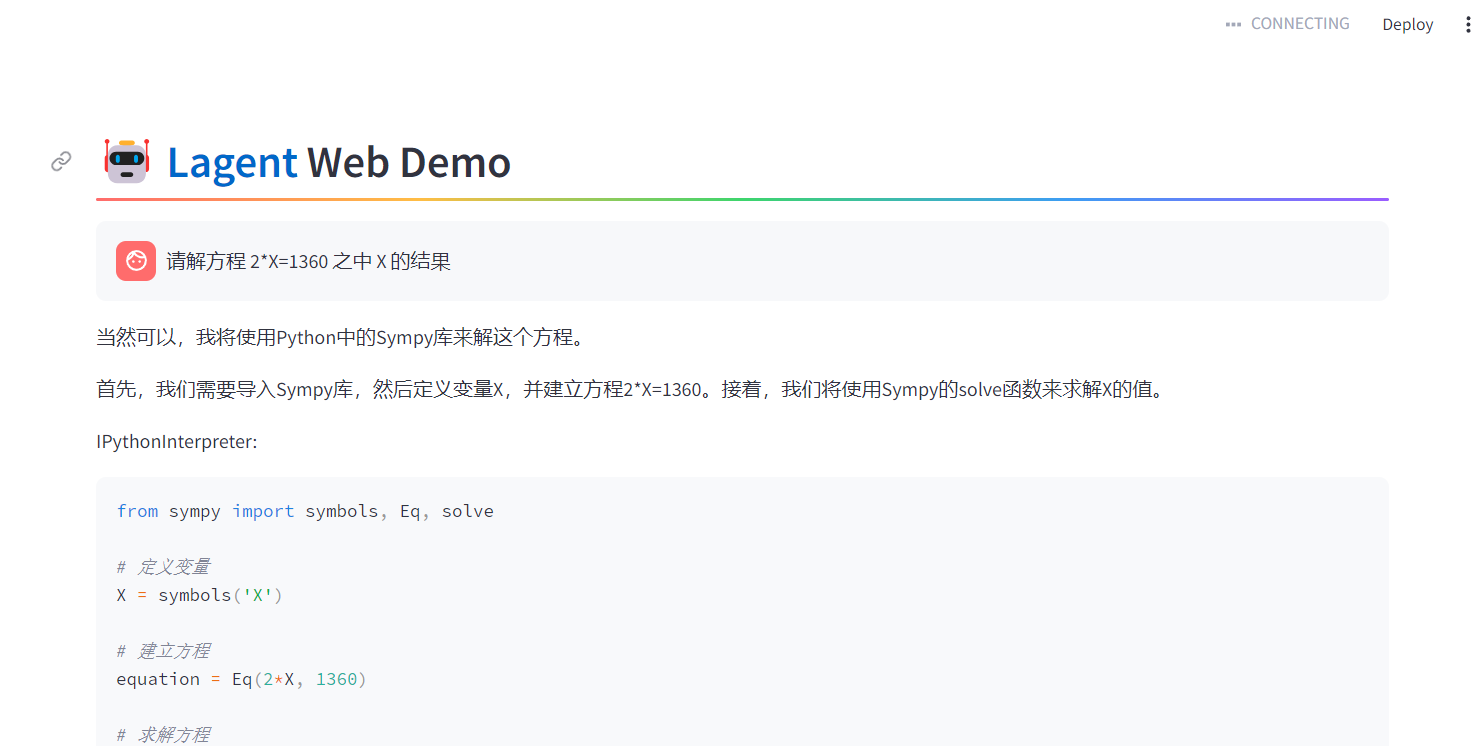 CONNECTING Deploy
Lagent Web Demo
请解方程 2*X=1360 之中 X 的结果
当然可以，我将使用Python中的Sympy库来解这个方程。
首先，我们需要导入Sympy库，然后定义变量X，并建立方程2*X=1360。接着，我们将使用Sympy的solve函数来求解X的值。
IPythonInterpreter:
from sympy import symbols, Eq, solve
# 定义变量
X = symbols('X')
# 建立方程
equation = Eq(2*X, 1360)
# 求解方程